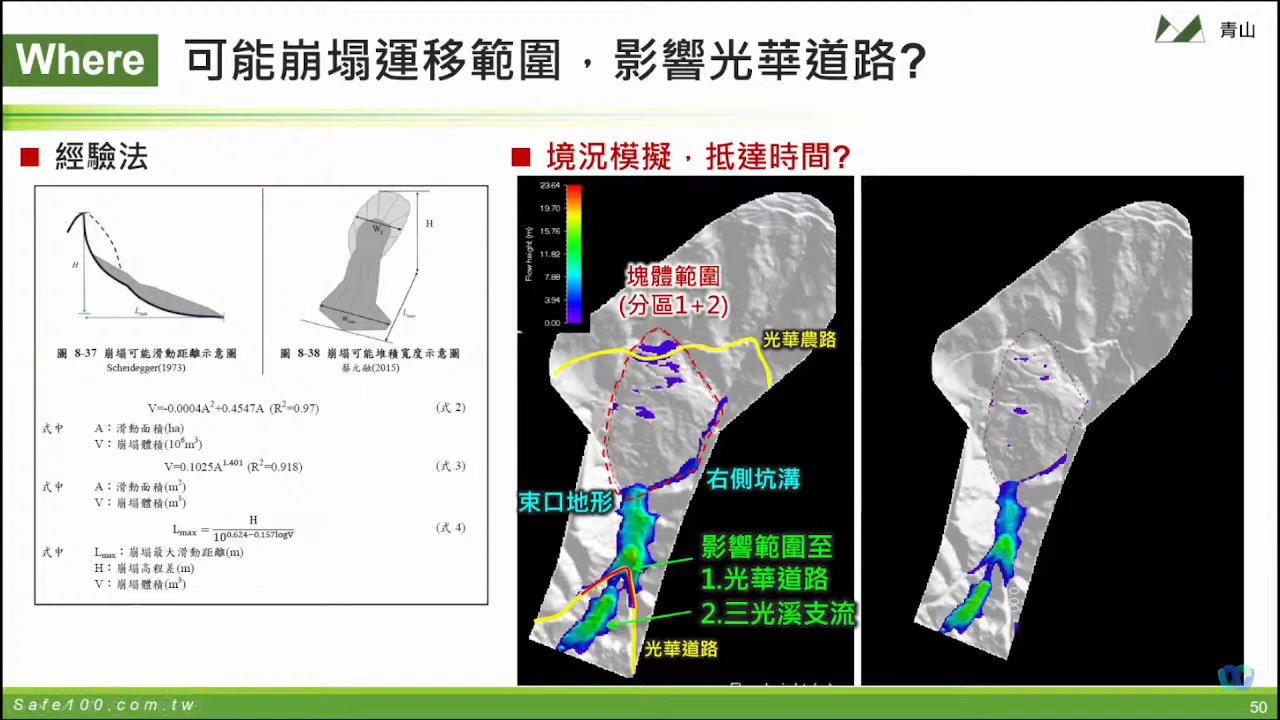 Where
可能崩塌運移範圍，影響光華道路?
青山
經驗法
H
Lmax
圖 8-37 崩塌可能滑動距離示意圖
Scheidegger(1973)
H
圖 8-38 崩塌可能堆積寬度示意圖
蔡元融(2015)
V=-0.0004A²+0.4547A (R²=0.97) (式 2)
式中 A：滑動面積(ha)
V：崩塌體積(10⁶m³)
V=0.1025A¹·⁴⁰¹ (R²=0.918) (式 3)
式中 A：滑動面積(m²)
V：崩塌體積(m³)
Lmax = H / 10^(0.624−0.157logV) (式 4)
式中 Lmax：崩塌最大滑動距離(m)
H：崩塌高程差(m)
V：崩塌體積(m³)
境況模擬，抵達時間?
Flow height (m)
23.64
19.70
15.76
11.82
7.88
3.94
0.00
塊體範圍
(分區1+2)
光華農路
右側坑溝
束口地形
影響範圍至
1.光華道路
2.三光溪支流
光華道路
Safe100.com.tw
50